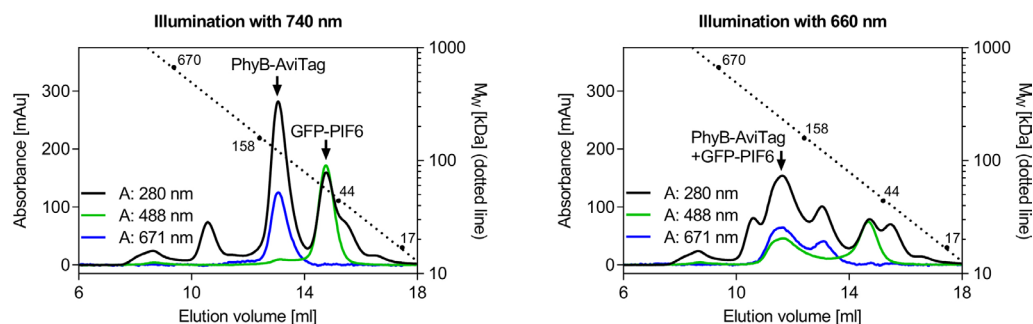 Illumination with 740 nm
Absorbance [mAu]
300
200
100
0
1000
100
10
M_W [kDa] (dotted line)
670
PhyB-AviTag
GFP-PIF6
158
44
17
A: 280 nm
A: 488 nm
A: 671 nm
6
10
14
18
Elution volume [ml]
Illumination with 660 nm
Absorbance [mAu]
300
200
100
0
1000
100
10
M_W [kDa] (dotted line)
670
158
PhyB-AviTag
+GFP-PIF6
44
17
A: 280 nm
A: 488 nm
A: 671 nm
6
10
14
18
Elution volume [ml]